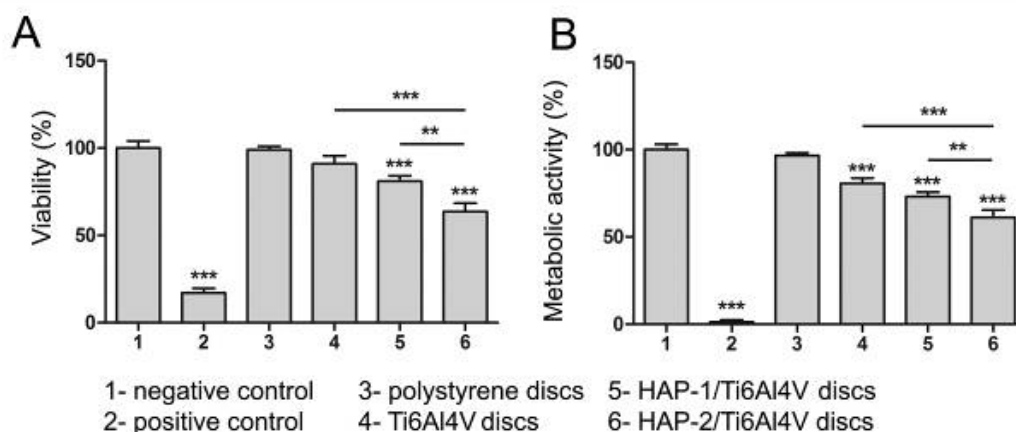 A
B
150
100
50
0
Viability (%)
***
***
***
***
**
1 2 3 4 5 6
150
100
50
0
Metabolic activity (%)
***
***
***
***
***
**
1 2 3 4 5 6
1- negative control 3- polystyrene discs 5- HAP-1/Ti6Al4V discs
2- positive control 4- Ti6Al4V discs 6- HAP-2/Ti6Al4V discs